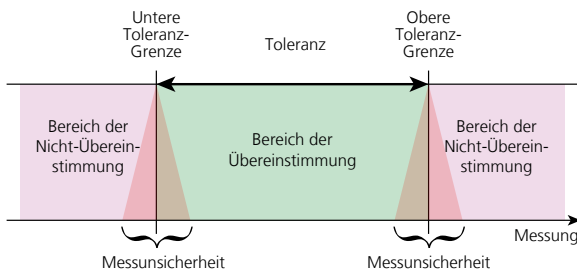 Untere
Toleranz-
Grenze
Toleranz
Obere
Toleranz-
Grenze
Bereich der
Nicht-Überein-
stimmung
Bereich der
Übereinstimmung
Bereich der
Nicht-Überein-
stimmung
Messung
Messunsicherheit
Messunsicherheit